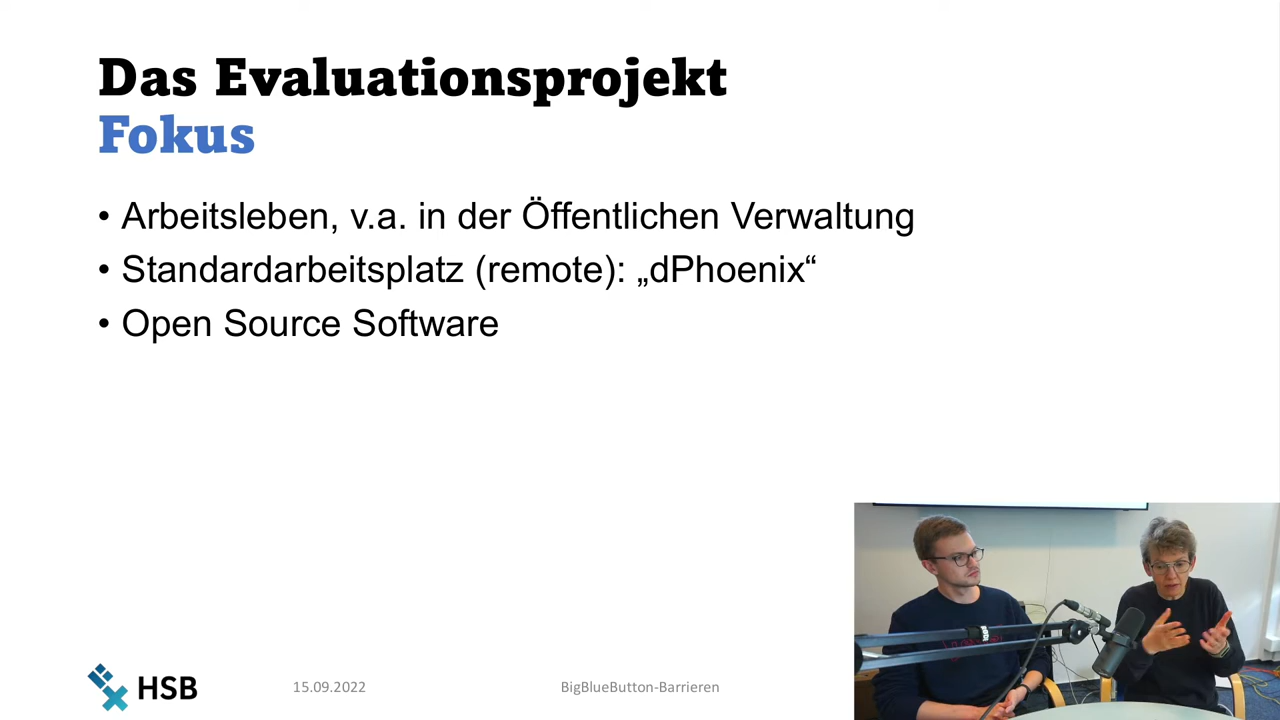 Das Evaluationsprojekt
Fokus
• Arbeitsleben, v.a. in der Öffentlichen Verwaltung
• Standardarbeitsplatz (remote): „dPhoenix“
• Open Source Software
HSB
15.09.2022
BigBlueButton-Barrieren